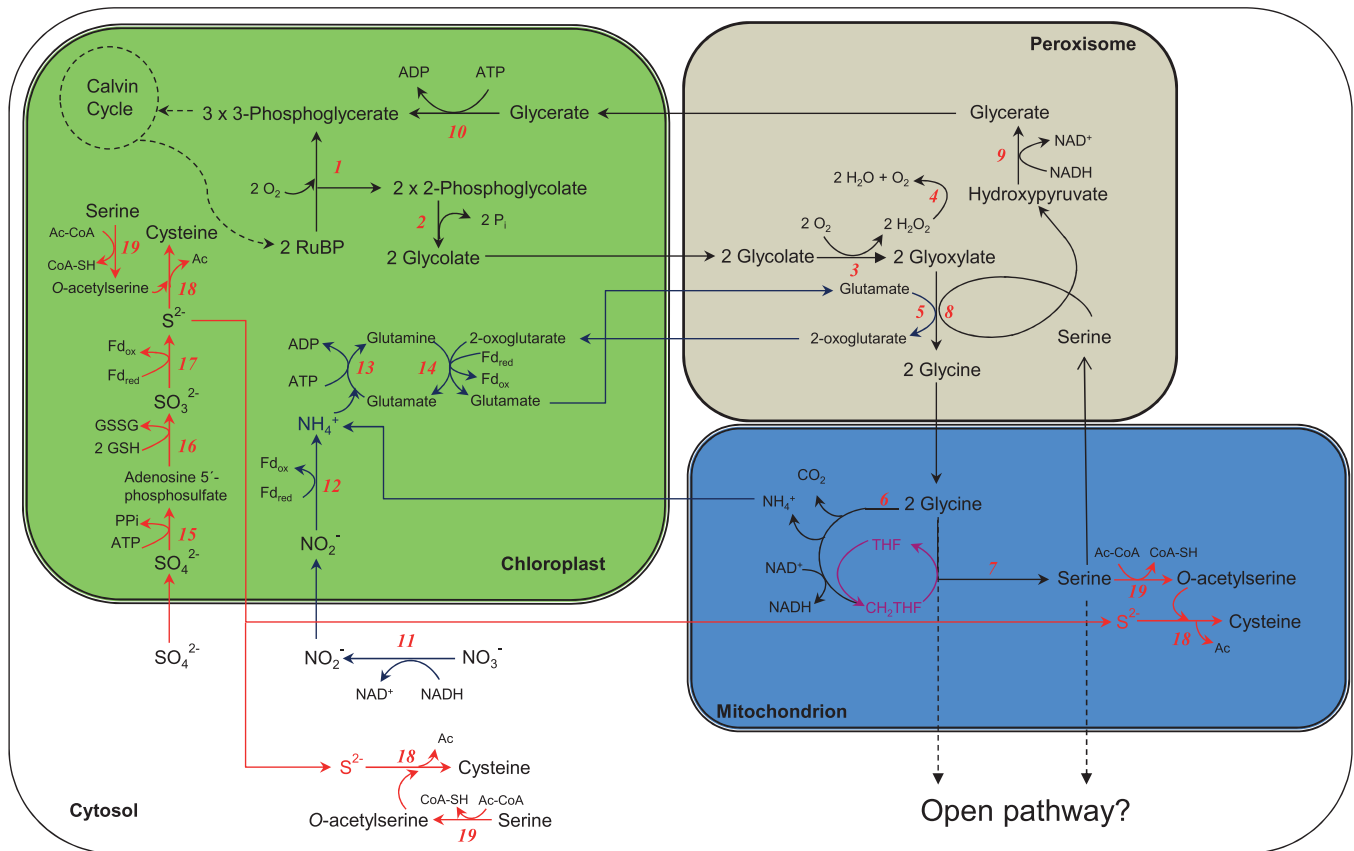 Peroxisome
Calvin
Cycle
ADP
ATP
3 x 3-Phosphoglycerate
10
Glycerate
Glycerate
NAD⁺
9
NADH
Hydroxypyruvate
1
2 O₂
2 x 2-Phosphoglycolate
2
2 Pᵢ
2 RuBP
2 Glycolate
2 H₂O + O₂
4
2 O₂
2 H₂O₂
2 Glycolate
3
2 Glyoxylate
Serine
Ac-CoA
19
CoA-SH
O-acetylserine
Cysteine
Ac
18
S²⁻
Fdox
17
Fdred
SO₃²⁻
GSSG
16
2 GSH
Adenosine 5´-
phosphosulfate
PPi
15
ATP
SO₄²⁻
SO₄²⁻
Glutamate
5
8
2-oxoglutarate
Serine
2 Glycine
ADP
Glutamine
2-oxoglutarate
Fdred
13
14
Fdox
ATP
Glutamate
Glutamate
NH₄⁺
Fdox
12
Fdred
NO₂⁻
Chloroplast
NO₂⁻
11
NO₃⁻
NAD⁺
NADH
CO₂
NH₄⁺
6
2 Glycine
THF
NAD⁺
NADH
CH₂THF
7
Serine
Ac-CoA
CoA-SH
19
O-acetylserine
S²⁻
18
Cysteine
Ac
Mitochondrion
S²⁻
18
Ac
Cysteine
CoA-SH
Ac-CoA
O-acetylserine
19
Serine
Cytosol
Open pathway?